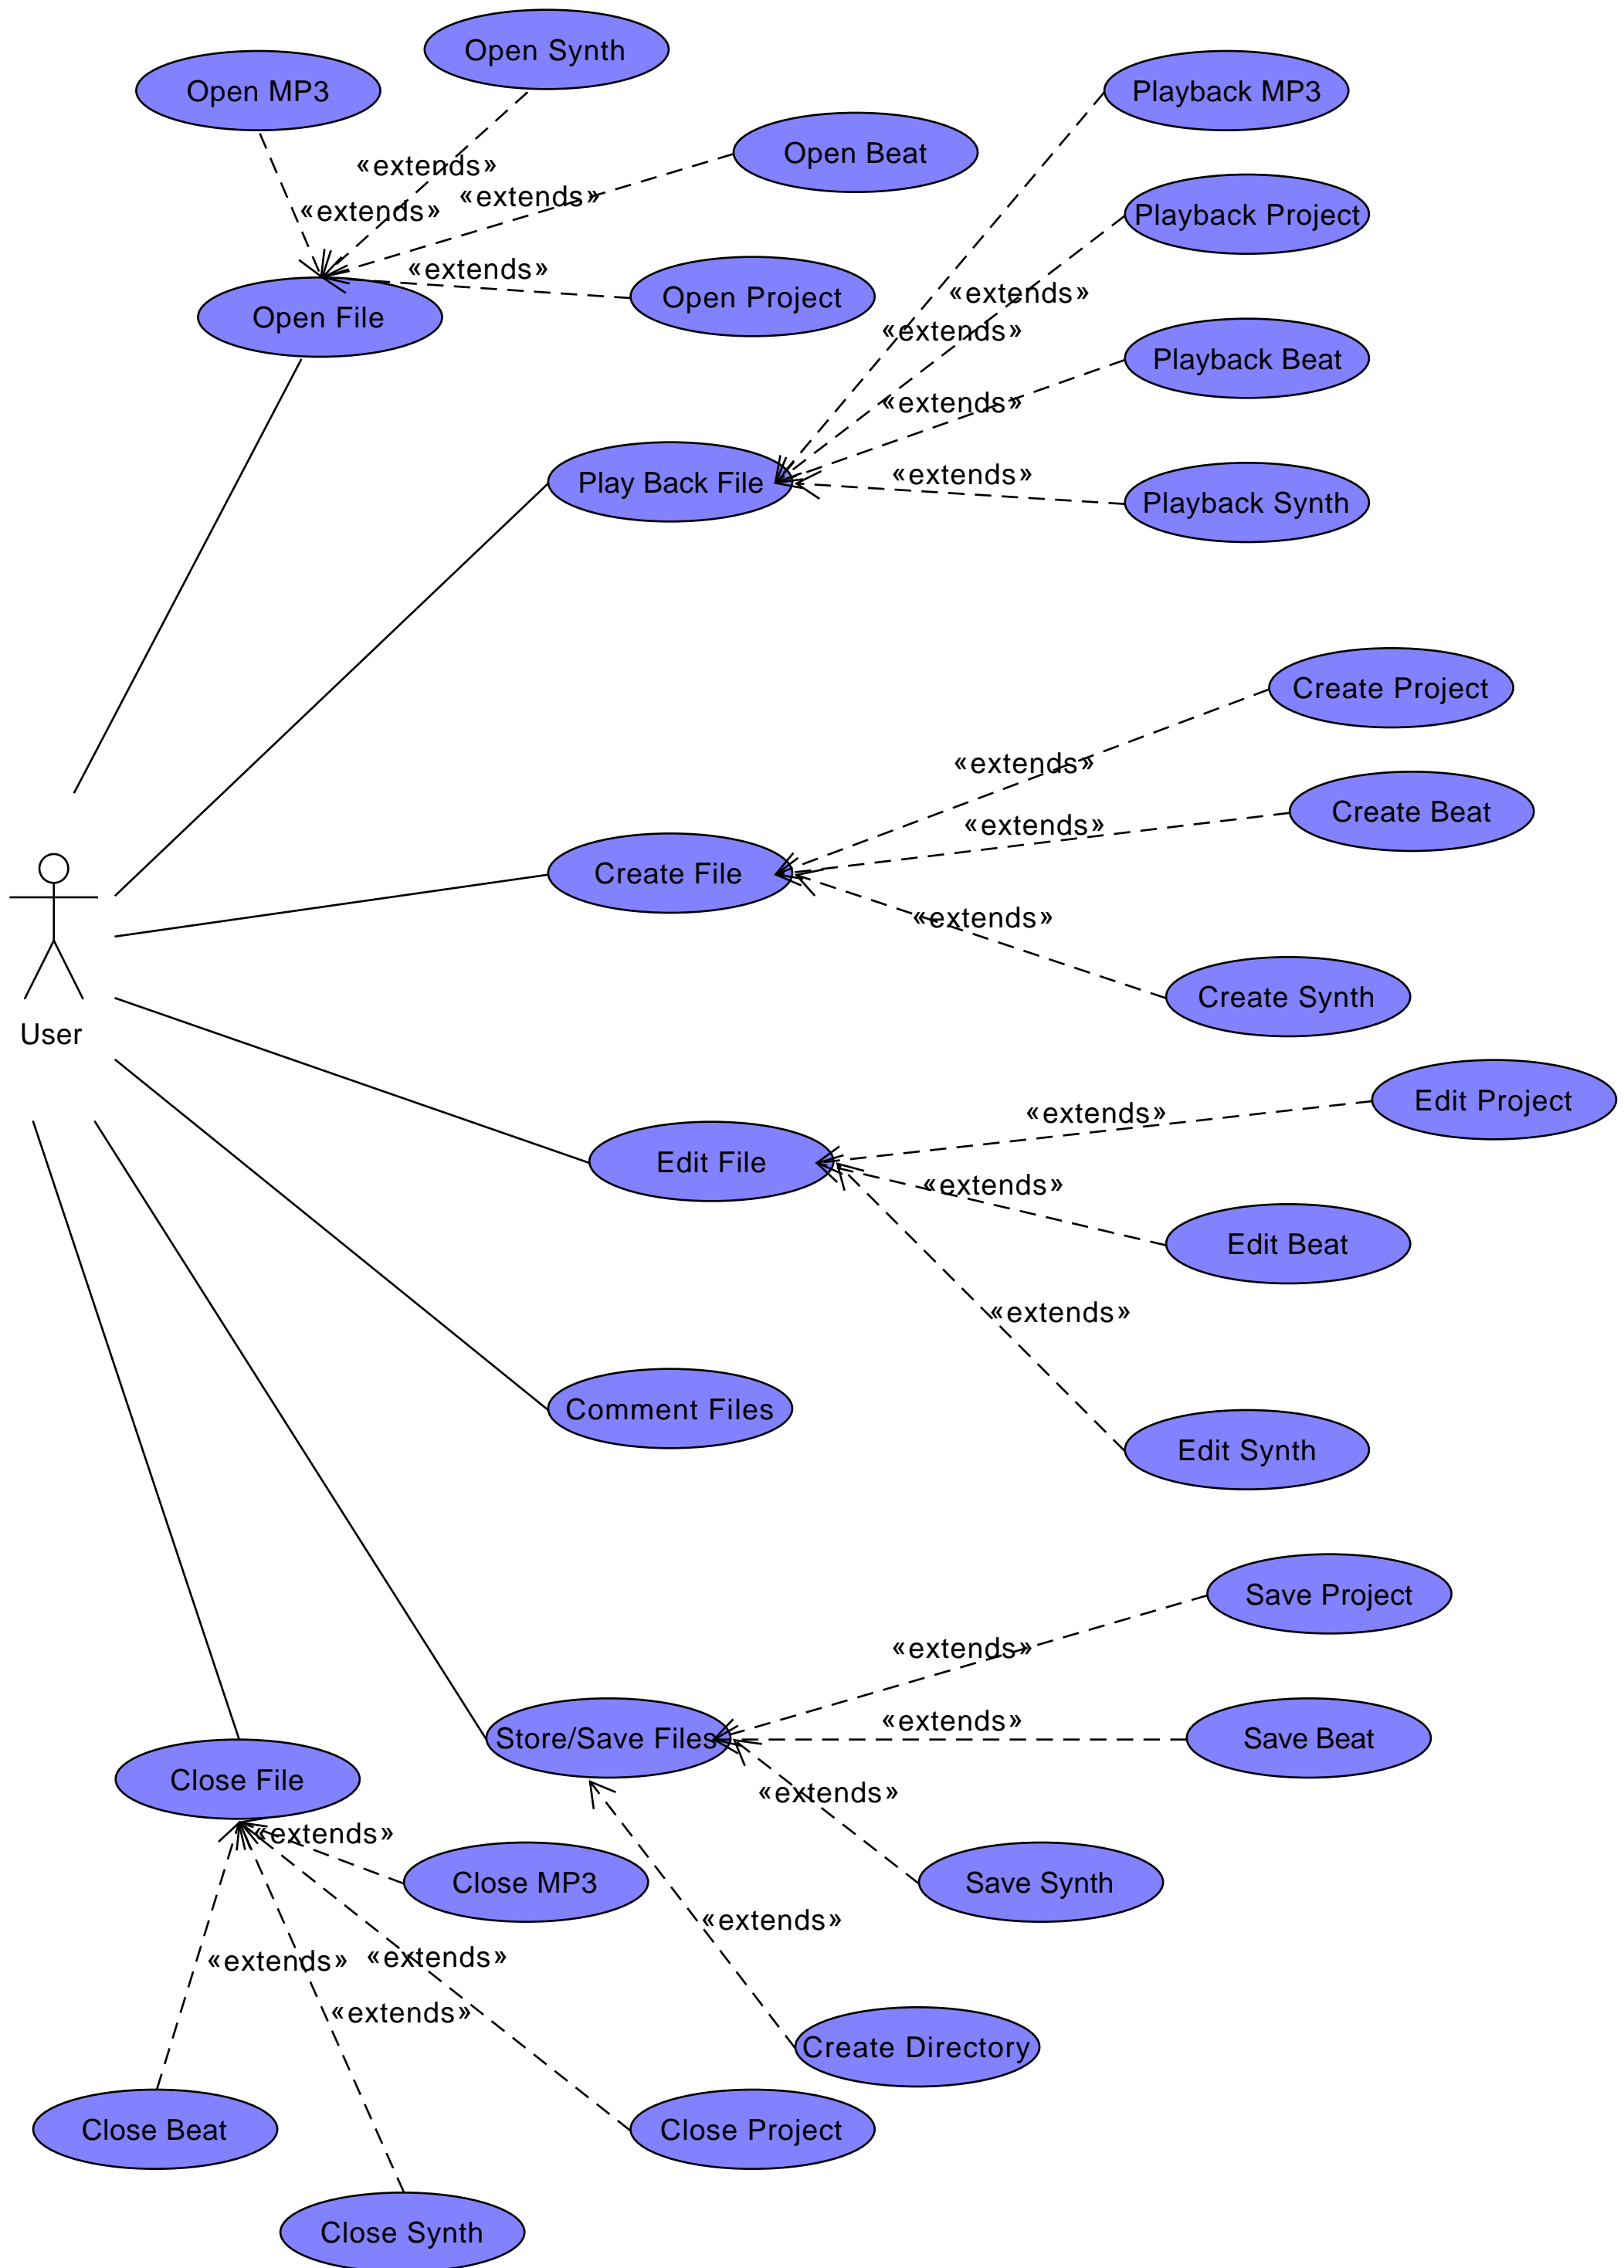 Open Synth
Open MP3
Playback MP3
Open Beat
«extends»
«extends»
«extends»
Playback Project
«extends»
Open Project
«extends»
Open File
«extends»
Playback Beat
«extends»
«extends»
Play Back File
Playback Synth
Create Project
«extends»
Create Beat
«extends»
Create File
«extends»
Create Synth
User
Edit Project
«extends»
Edit File
«extends»
Edit Beat
«extends»
Comment Files
Edit Synth
Save Project
«extends»
«extends»
Store/Save Files
Save Beat
Close File
«extends»
«extends»
Close MP3
Save Synth
«extends»
«extends»
«extends»
«extends»
Create Directory
Close Beat
Close Project
Close Synth